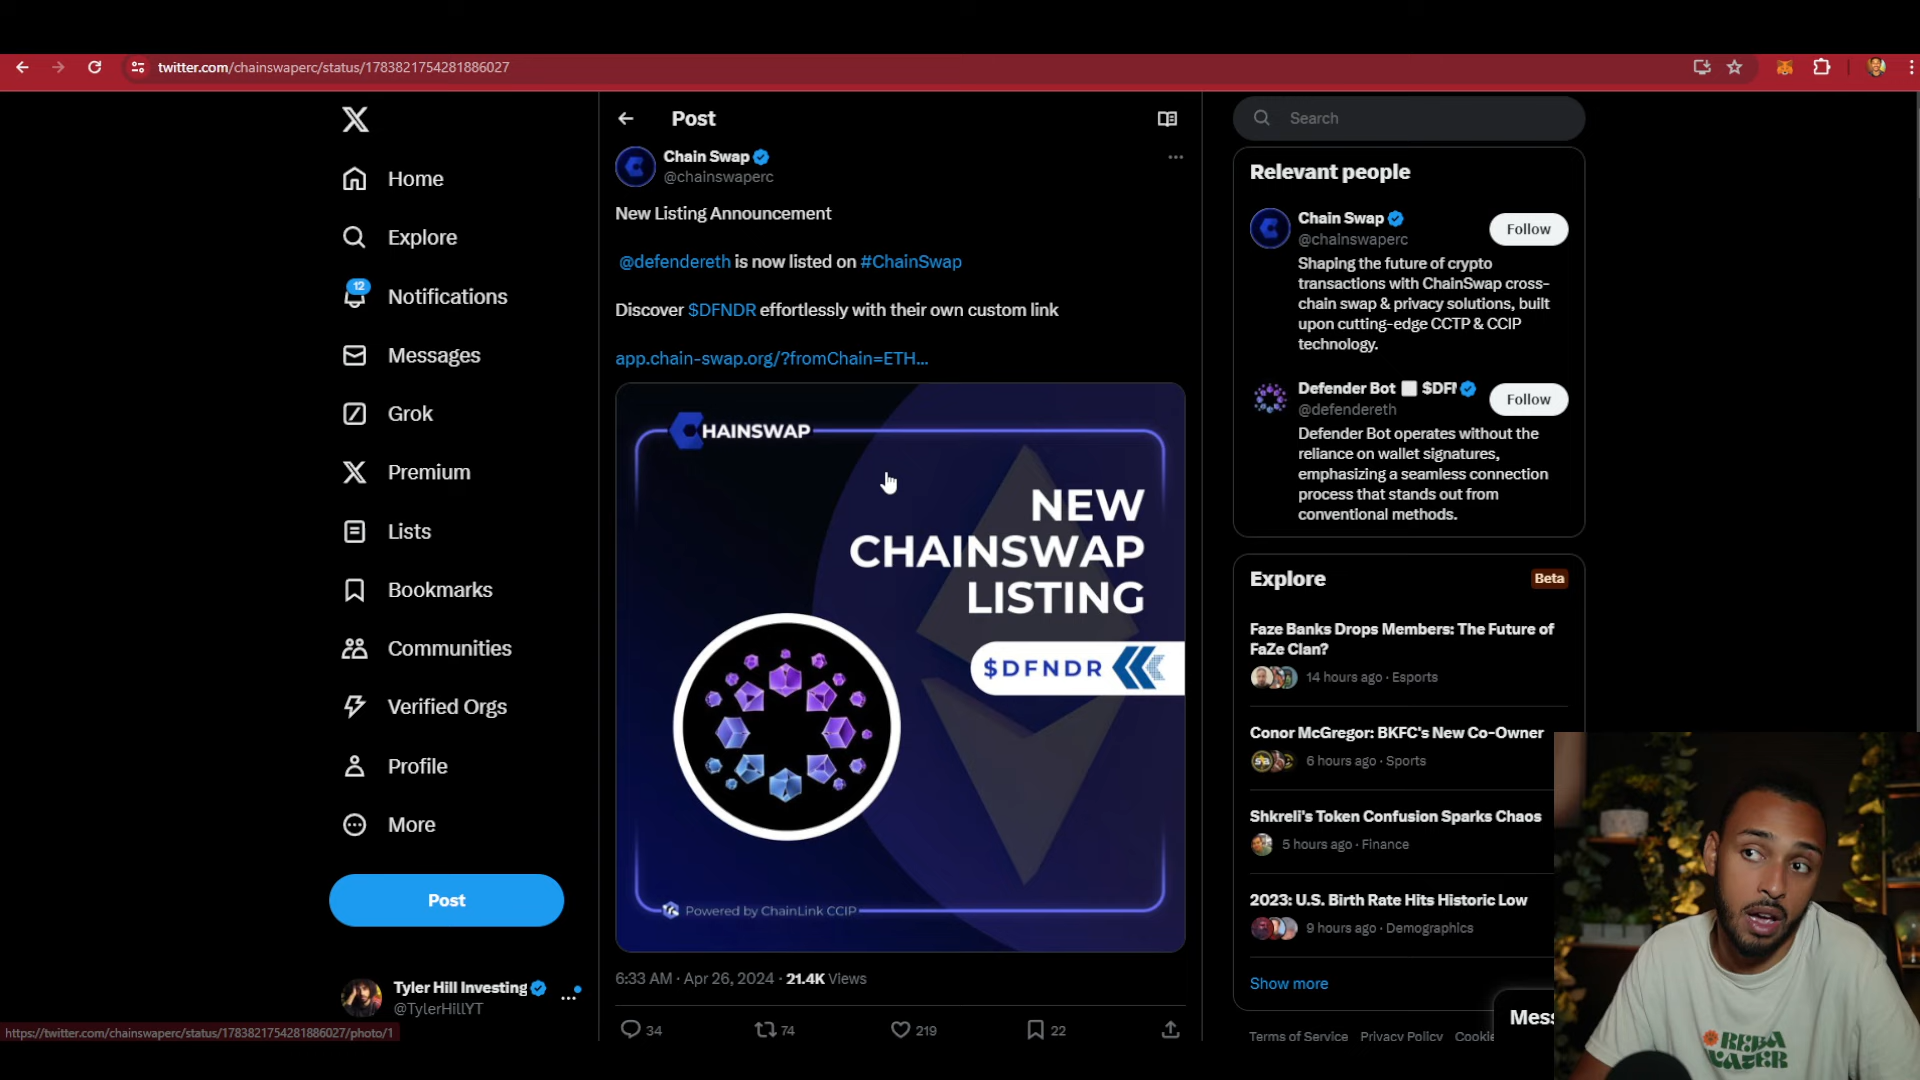 twitter.com/chainswaperc/status/1783821754281886027
Home
Explore
12
Notifications
Messages
Grok
Premium
Lists
Bookmarks
Communities
Verified Orgs
Profile
More
Post
Tyler Hill Investing
@TylerHillYT
https://twitter.com/chainswaperc/status/1783821754281886027/photo/1
Post
Chain Swap
@chainswaperc
New Listing Announcement
@defendereth is now listed on #ChainSwap
Discover $DFNDR effortlessly with their own custom link
app.chain-swap.org/?fromChain=ETH...
HAINSWAP
NEW
CHAINSWAP
LISTING
$DFNDR
Powered by ChainLink CCIP
6:33 AM · Apr 26, 2024 · 21.4K Views
34
74
219
22
Search
Relevant people
Chain Swap
@chainswaperc
Follow
Shaping the future of crypto
transactions with ChainSwap cross-
chain swap & privacy solutions, built
upon cutting-edge CCTP & CCIP
technology.
Defender Bot $DF
@defendereth
Follow
Defender Bot operates without the
reliance on wallet signatures,
emphasizing a seamless connection
process that stands out from
conventional methods.
Explore
Beta
Faze Banks Drops Members: The Future of
FaZe Clan?
14 hours ago · Esports
Conor McGregor: BKFC's New Co-Owner
6 hours ago · Sports
Shkreli's Token Confusion Sparks Chaos
5 hours ago · Finance
2023: U.S. Birth Rate Hits Historic Low
9 hours ago · Demographics
Show more
Terms of Service Privacy Policy Cookie
Mess